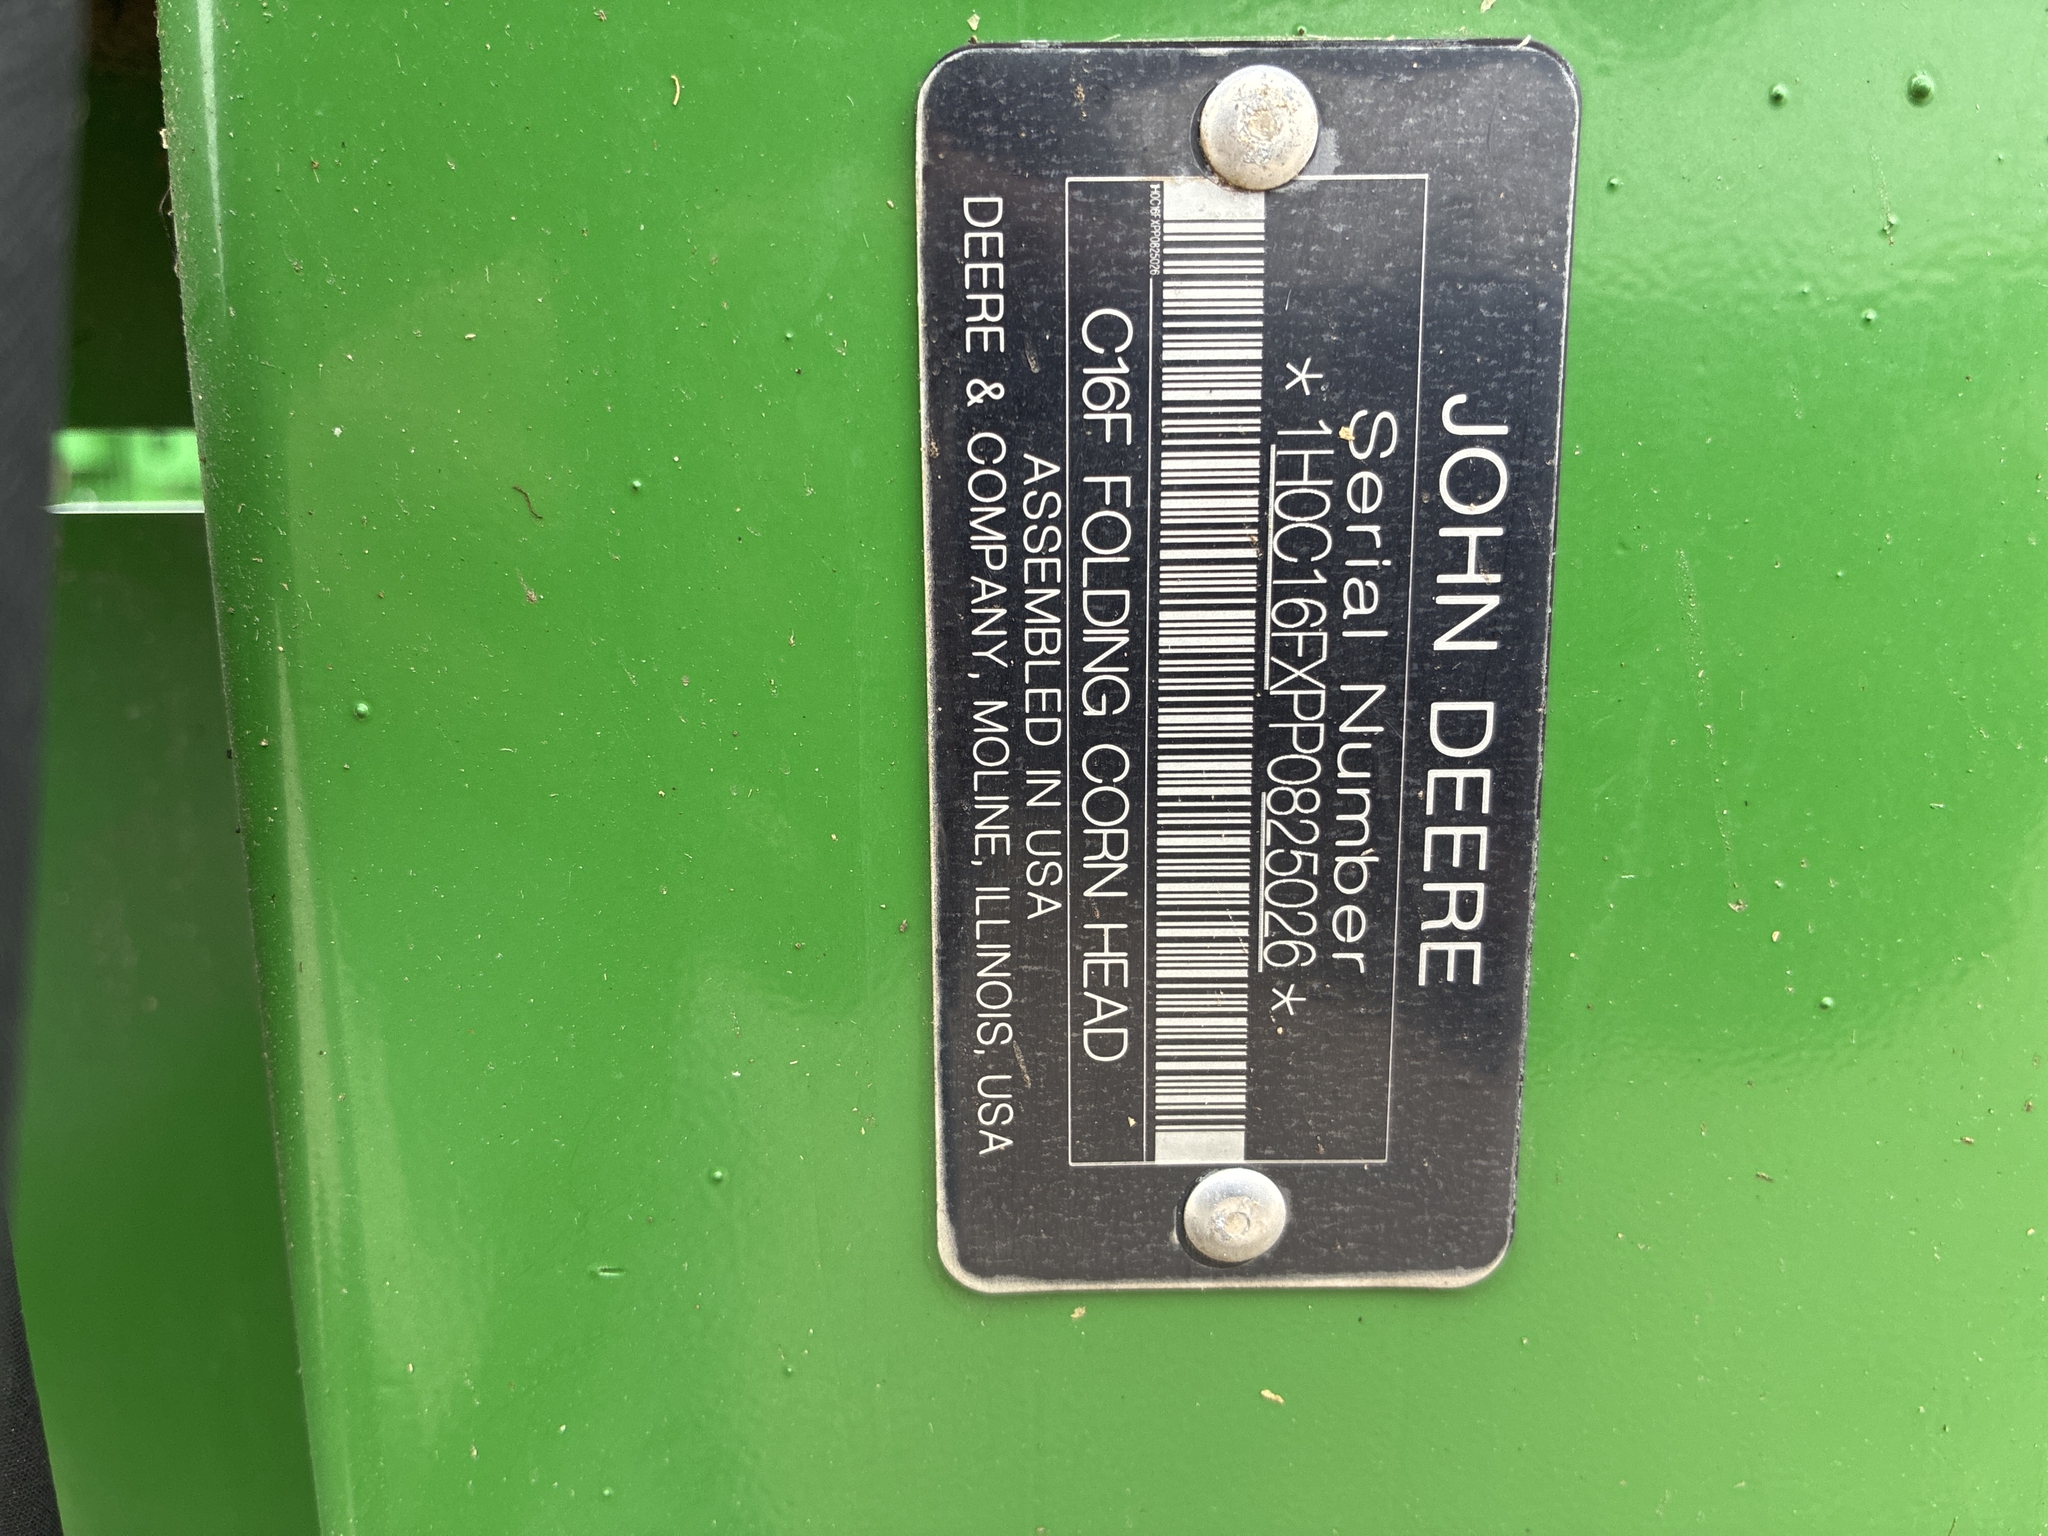 JOHN DEERE
Serial Number
*1H0C16FXPP0825026*
1H0C16FXPP0825026
C16F FOLDING CORN HEAD
ASSEMBLED IN USA
DEERE & COMPANY, MOLINE, ILLINOIS, USA